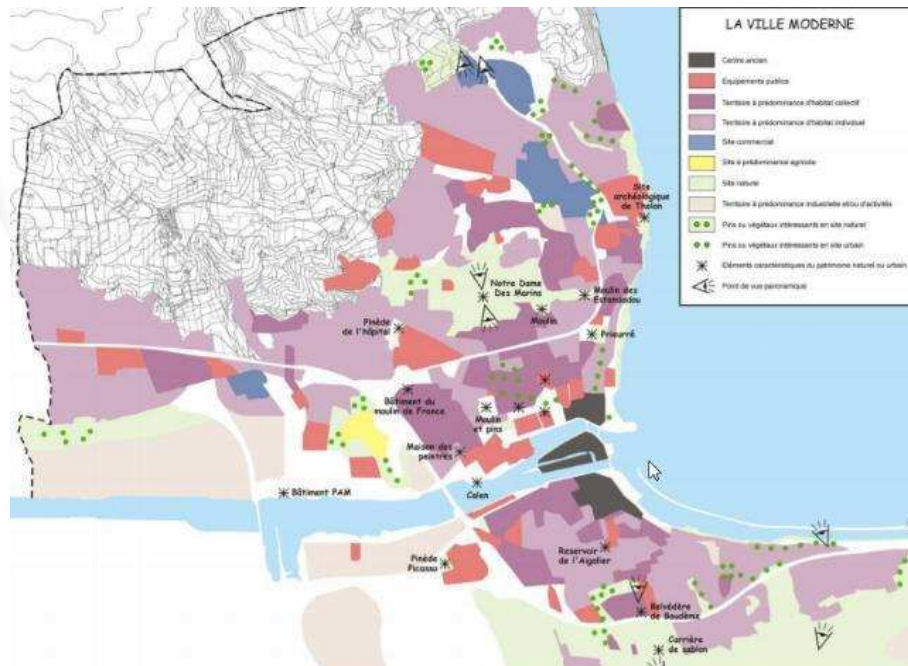 LA VILLE MODERNE
Centre ancien
Equipements publics
Territoire à prédominance d'habitat collectif
Territoire à prédominance d'habitat individuel
Site commercial
Site à prédominance agricole
Site naturel
Territoire à prédominance industrielle et/ou d'activités
Pins ou végétaux intéressants en site naturel
Pins ou végétaux intéressants en site urbain
Eléments caractéristiques du patrimoine naturel ou urbain
Point de vue panoramique
Site
archéologique
de Tholon
Notre Dame
Des Marins
Moulin des
Estandadou
Moulin
Pinède
de l'hôpital
Prieuré
Bâtiment du
moulin de France
Moulin
et pins
Maison des
peintres
Calen
Bâtiment PAM
Pinède
Picasso
Reservoir
de l'Aigalier
Belvédère
de Baudème
Carrière
de sablon